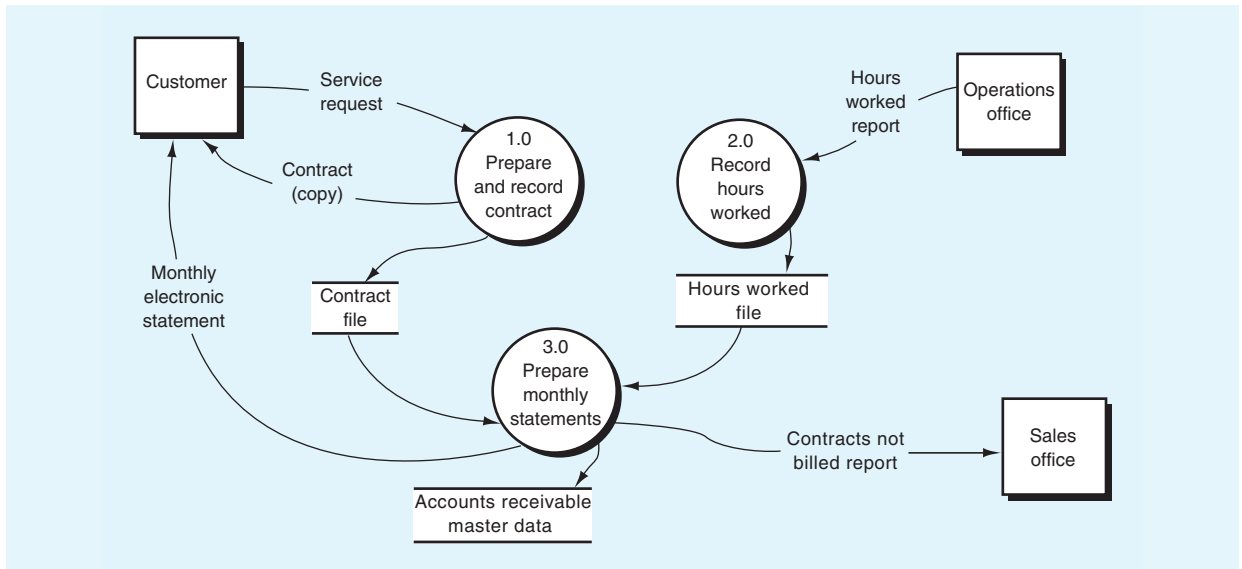 Customer
Service
request
Hours
worked
report
Operations
office
1.0
Prepare
and record
contract
2.0
Record
hours
worked
Contract
(copy)
Monthly
electronic
statement
Contract
file
Hours worked
file
3.0
Prepare
monthly
statements
Contracts not
billed report
Sales
office
Accounts receivable
master data